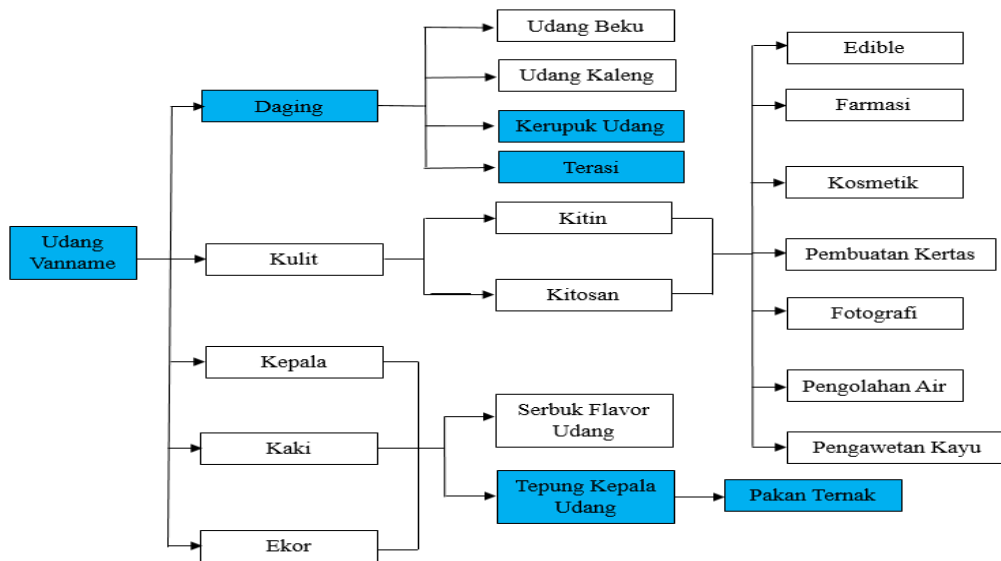 Udang
Vanname
Daging
Kulit
Kepala
Kaki
Ekor
Udang Beku
Udang Kaleng
Kerupuk Udang
Terasi
Kitin
Kitosan
Serbuk Flavor
Udang
Tepung Kepala
Udang
Pakan Ternak
Edible
Farmasi
Kosmetik
Pembuatan Kertas
Fotografi
Pengolahan Air
Pengawetan Kayu